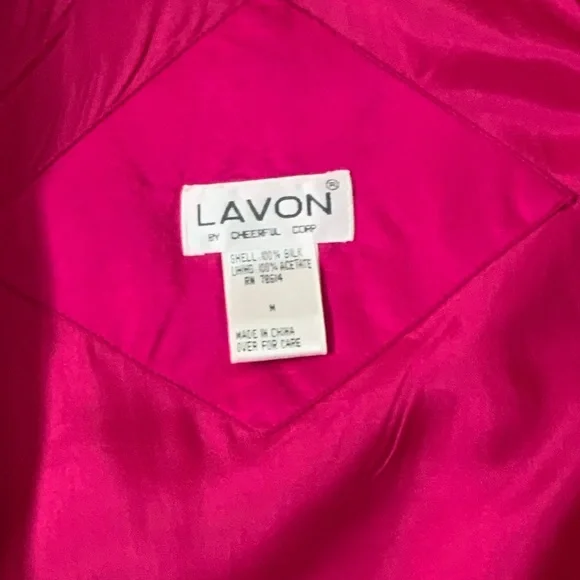 LAVON®
BY CHEERFUL CORP
SHELL:100% SILK
LINING:100% ACETATE
RN 78614
M
MADE IN CHINA
OVER FOR CARE